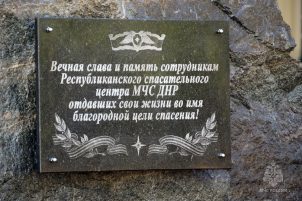 Вечная слава и память сотрудникам
Республиканского спасательного
центра МЧС ДНР
отдавших свои жизни во имя
благородной цели спасения!